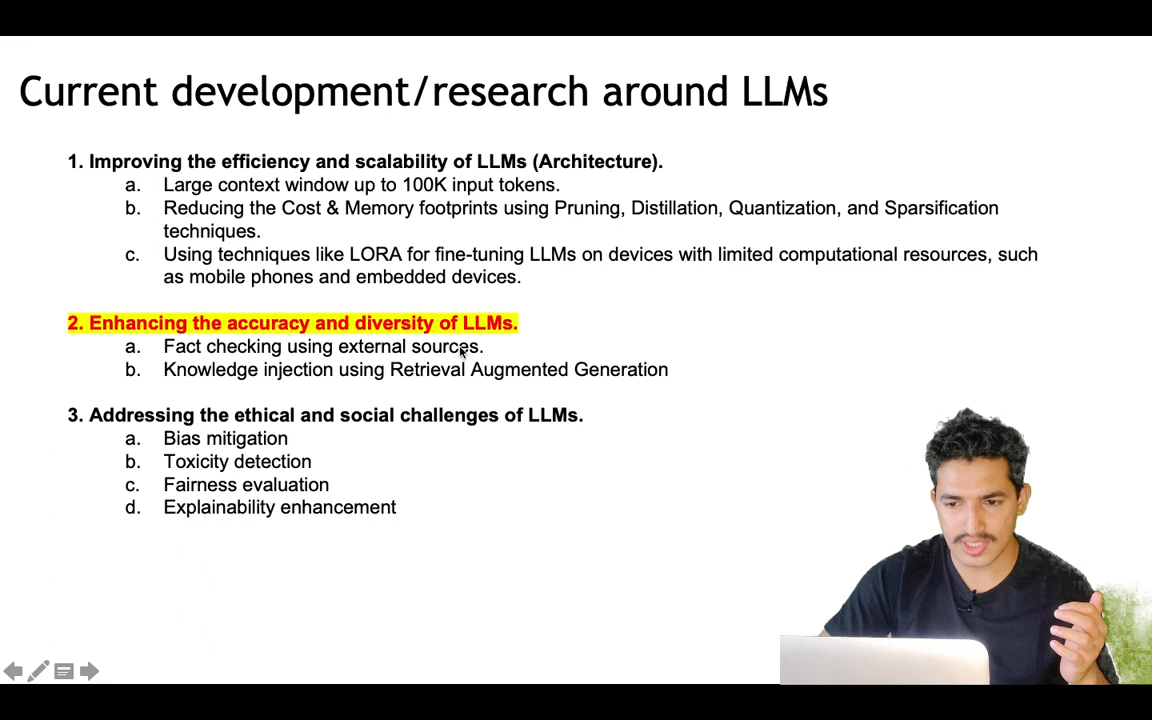 Current development/research around LLMs
1. Improving the efficiency and scalability of LLMs (Architecture).
a. Large context window up to 100K input tokens.
b. Reducing the Cost & Memory footprints using Pruning, Distillation, Quantization, and Sparsification
techniques.
c. Using techniques like LORA for fine-tuning LLMs on devices with limited computational resources, such
as mobile phones and embedded devices.
2. Enhancing the accuracy and diversity of LLMs.
a. Fact checking using external sources.
b. Knowledge injection using Retrieval Augmented Generation
3. Addressing the ethical and social challenges of LLMs.
a. Bias mitigation
b. Toxicity detection
c. Fairness evaluation
d. Explainability enhancement